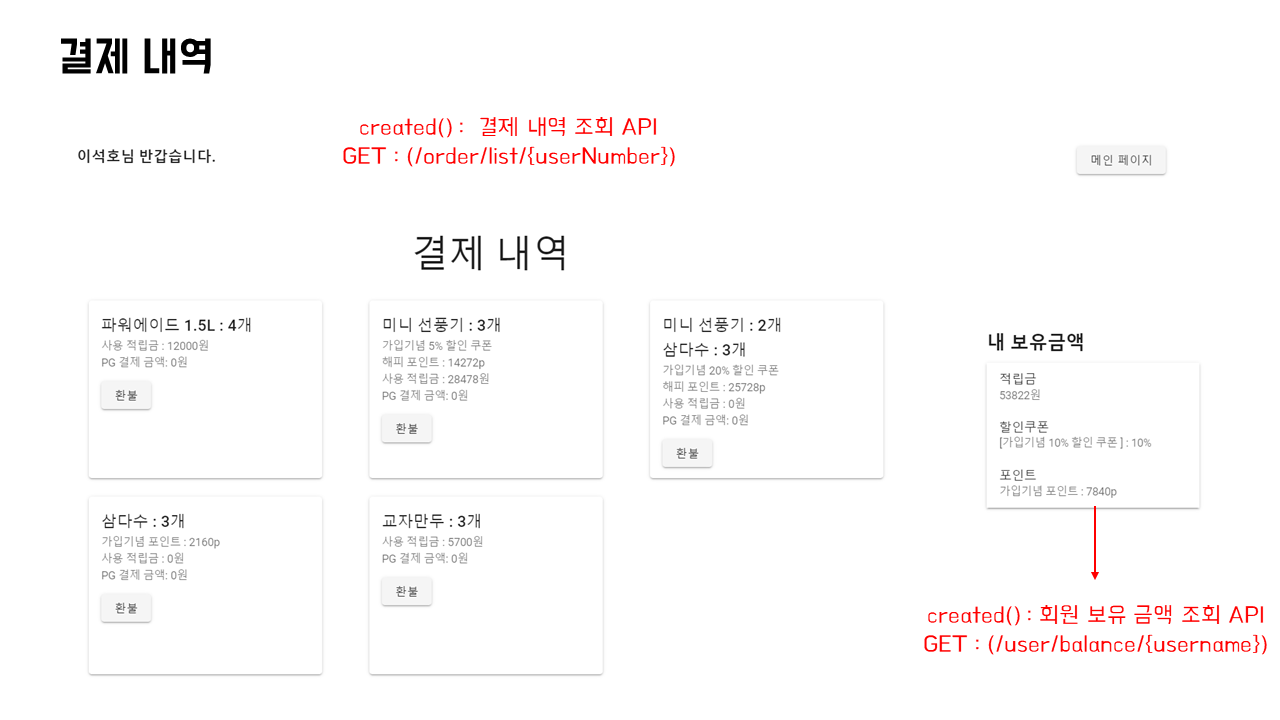 결제 내역
created() : 결제 내역 조회 API
GET : (/order/list/{userNumber})
이석호님 반갑습니다.
메인 페이지
결제 내역
파워에이드 1.5L : 4개
사용 적립금 : 12000원
PG 결제 금액: 0원
환불
미니 선풍기 : 3개
가입기념 5% 할인 쿠폰
해피 포인트 : 14272p
사용 적립금 : 28478원
PG 결제 금액: 0원
환불
미니 선풍기 : 2개
삼다수 : 3개
가입기념 20% 할인 쿠폰
해피 포인트 : 25728p
사용 적립금 : 0원
PG 결제 금액: 0원
환불
삼다수 : 3개
가입기념 포인트 : 2160p
사용 적립금 : 0원
PG 결제 금액: 0원
환불
교자만두 : 3개
사용 적립금 : 5700원
PG 결제 금액: 0원
환불
내 보유금액
적립금
53822원
할인쿠폰
[가입기념 10% 할인 쿠폰 ] : 10%
포인트
가입기념 포인트 : 7840p
created() : 회원 보유 금액 조회 API
GET : (/user/balance/{username})